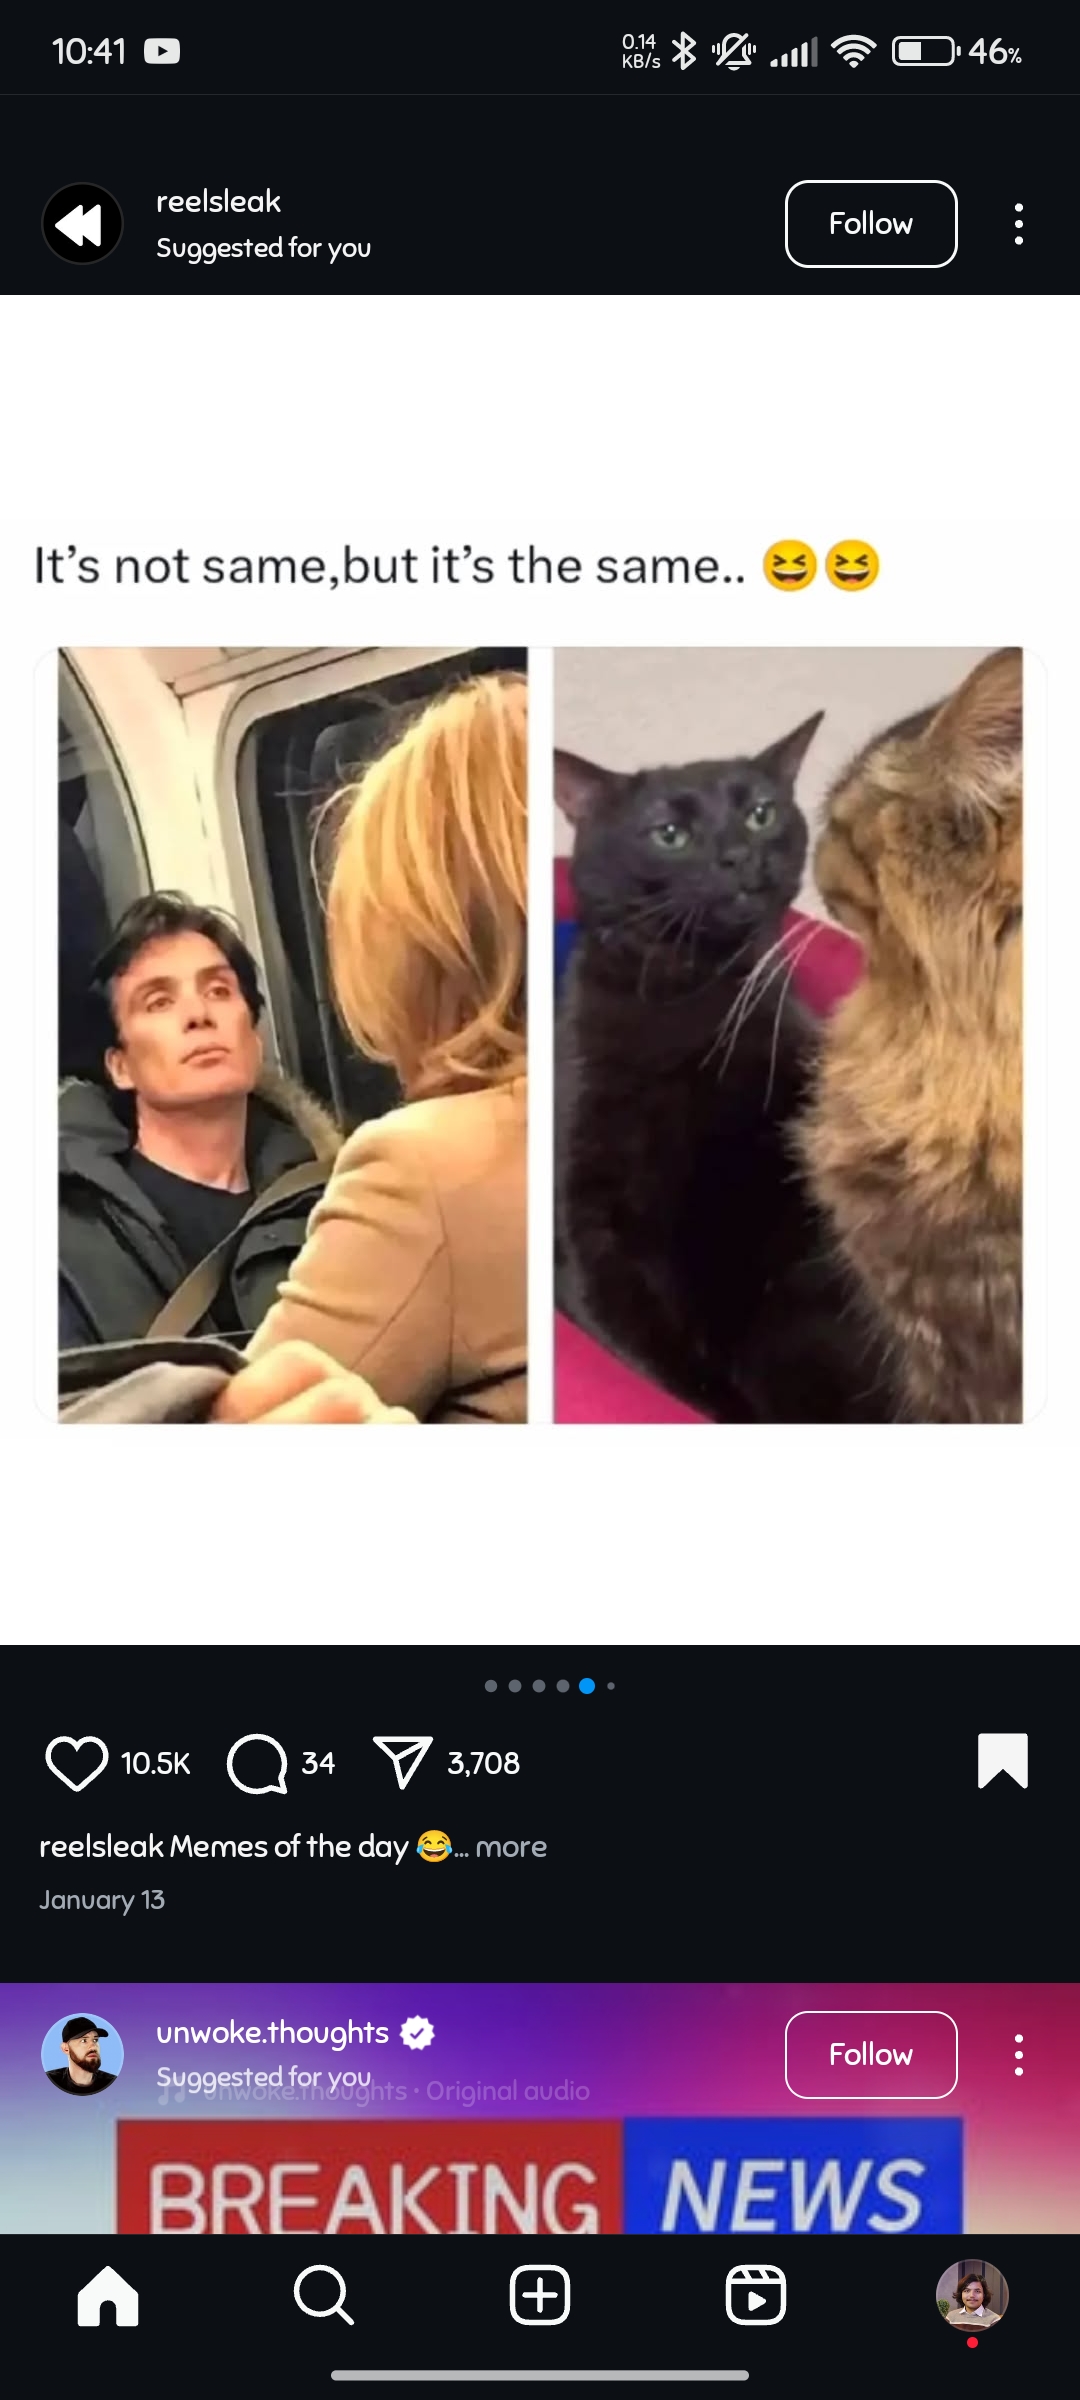 10:41
0.14
KB/s
46%
reelsleak
Suggested for you
Follow
It’s not same,but it’s the same.. 😆😆
10.5K
34
3,708
reelsleak Memes of the day 😂... more
January 13
unwoke.thoughts
Suggested for you
Follow
unwoke.thoughts • Original audio
BREAKING NEWS